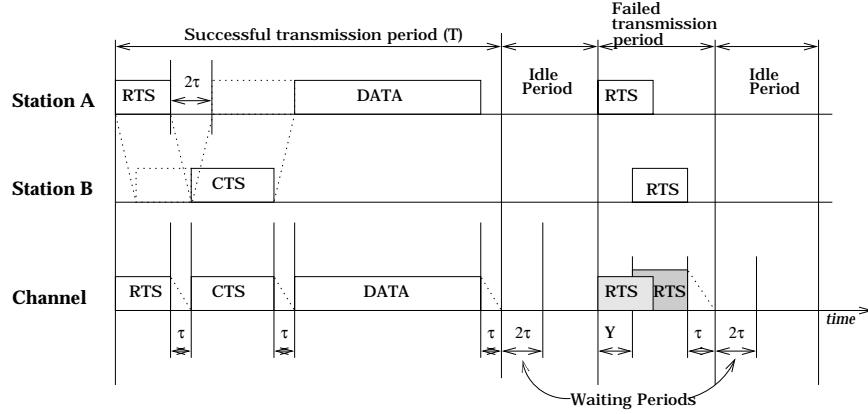 Successful transmission period (T)
Failed
transmission
period
Idle
Period
Idle
Period
Station A
RTS
2τ
DATA
RTS
Station B
CTS
RTS
Channel
RTS
CTS
DATA
RTS
RTS
time
τ
τ
τ
2τ
Y
τ
2τ
Waiting Periods